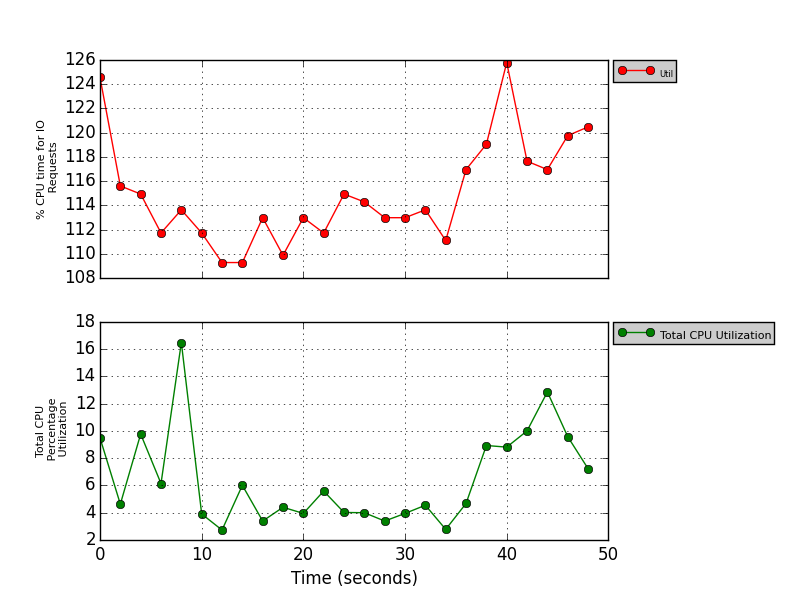 126
124
122
120
118
116
114
112
110
108
% CPU time for IO
Requests
Util
18
16
14
12
10
8
6
4
2
Total CPU
Percentage
Utilization
Total CPU Utilization
0 10 20 30 40 50
Time (seconds)